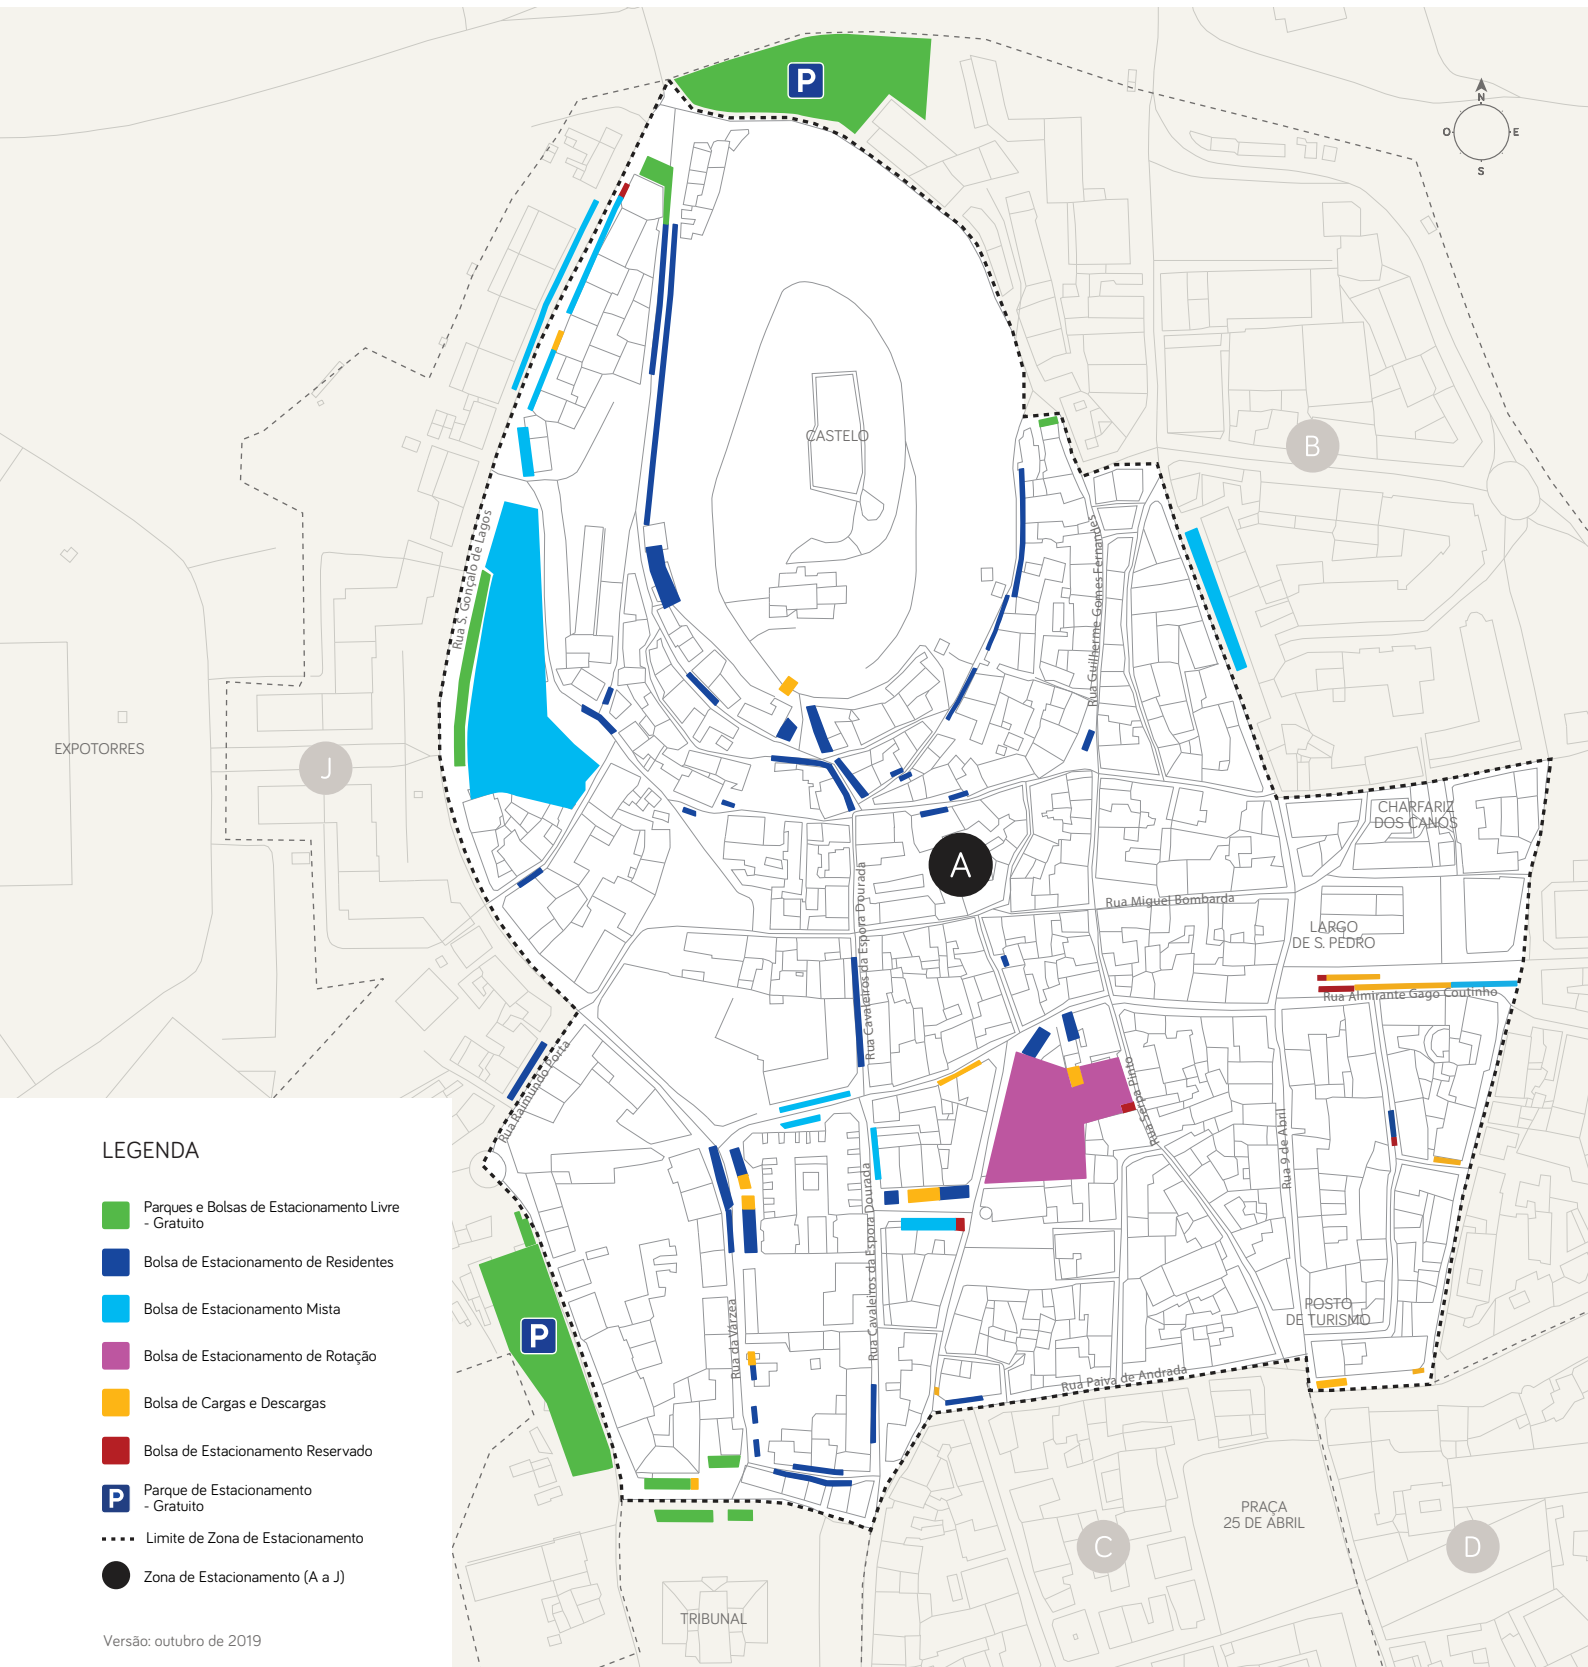 P
N
O
E
S
CASTELO
B
Rua S. Gonçalo de Lagos
Rua Guilherme Gomes Fernandes
EXPOTORRES
J
CHARFARIZ
DOS CANOS
A
Rua Cavaleiros da Espora Dourada
Rua Miguel Bombarda
LARGO
DE S. PEDRO
Rua Almirante Gago Coutinho
Rua Raimundo Porta
Rua Serpa Pinto
Rua 9 de Abril
Rua Cavaleiros da Espora Dourada
Rua da Várzea
P
POSTO
DE TURISMO
Rua Paiva de Andrada
PRAÇA
25 DE ABRIL
C
D
TRIBUNAL
LEGENDA
Parques e Bolsas de Estacionamento Livre
- Gratuito
Bolsa de Estacionamento de Residentes
Bolsa de Estacionamento Mista
Bolsa de Estacionamento de Rotação
Bolsa de Cargas e Descargas
Bolsa de Estacionamento Reservado
P
Parque de Estacionamento
- Gratuito
Limite de Zona de Estacionamento
Zona de Estacionamento (A a J)
Versão: outubro de 2019